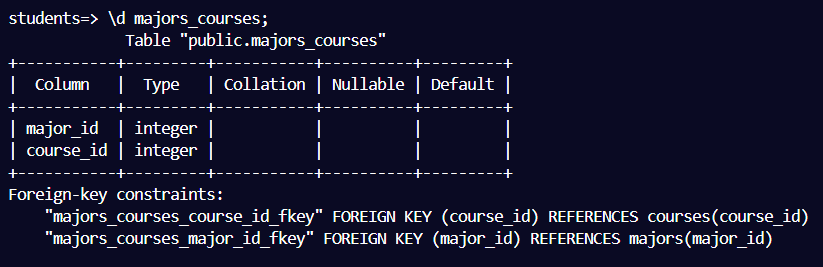 students=> \d majors_courses;
Table "public.majors_courses"
+-----------+---------+-----------+----------+---------+
|  Column   |  Type   | Collation | Nullable | Default |
+-----------+---------+-----------+----------+---------+
| major_id  | integer |           |          |         |
| course_id | integer |           |          |         |
+-----------+---------+-----------+----------+---------+
Foreign-key constraints:
    "majors_courses_course_id_fkey" FOREIGN KEY (course_id) REFERENCES courses(course_id)
    "majors_courses_major_id_fkey" FOREIGN KEY (major_id) REFERENCES majors(major_id)